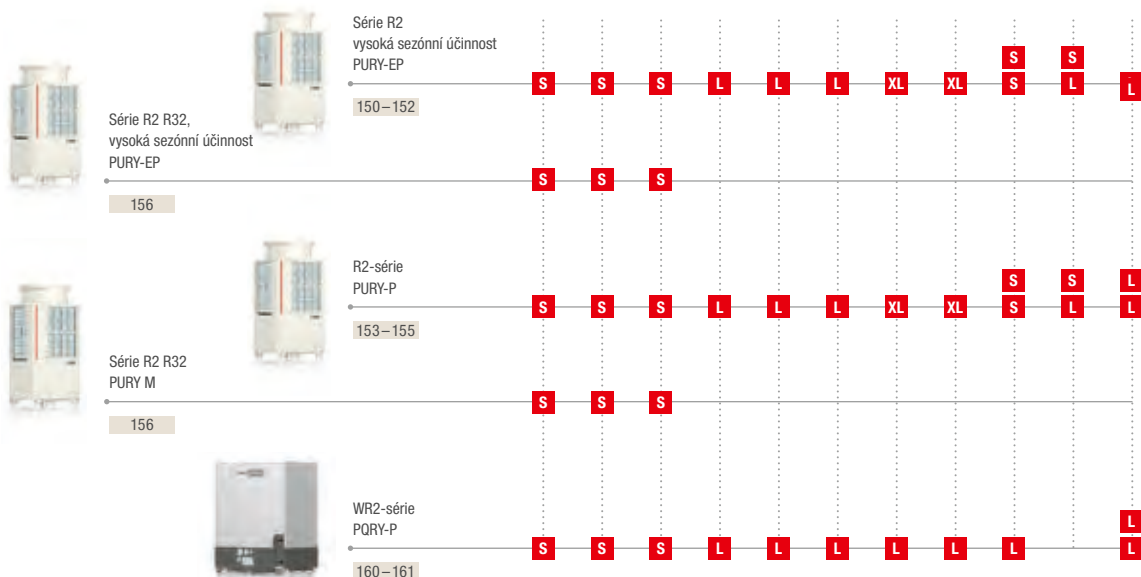 Série R2
vysoká sezónní účinnost
PURY-EP
150–152
S S
S S S L L L XL XL S L L
Série R2 R32,
vysoká sezónní účinnost
PURY-EP
156
S S S
R2-série
PURY-P
153–155
S S L
S S S L L L XL XL S L L
Série R2 R32
PURY M
156
S S S
WR2-série
PQRY-P
160–161
L
S S S L L L L L L L